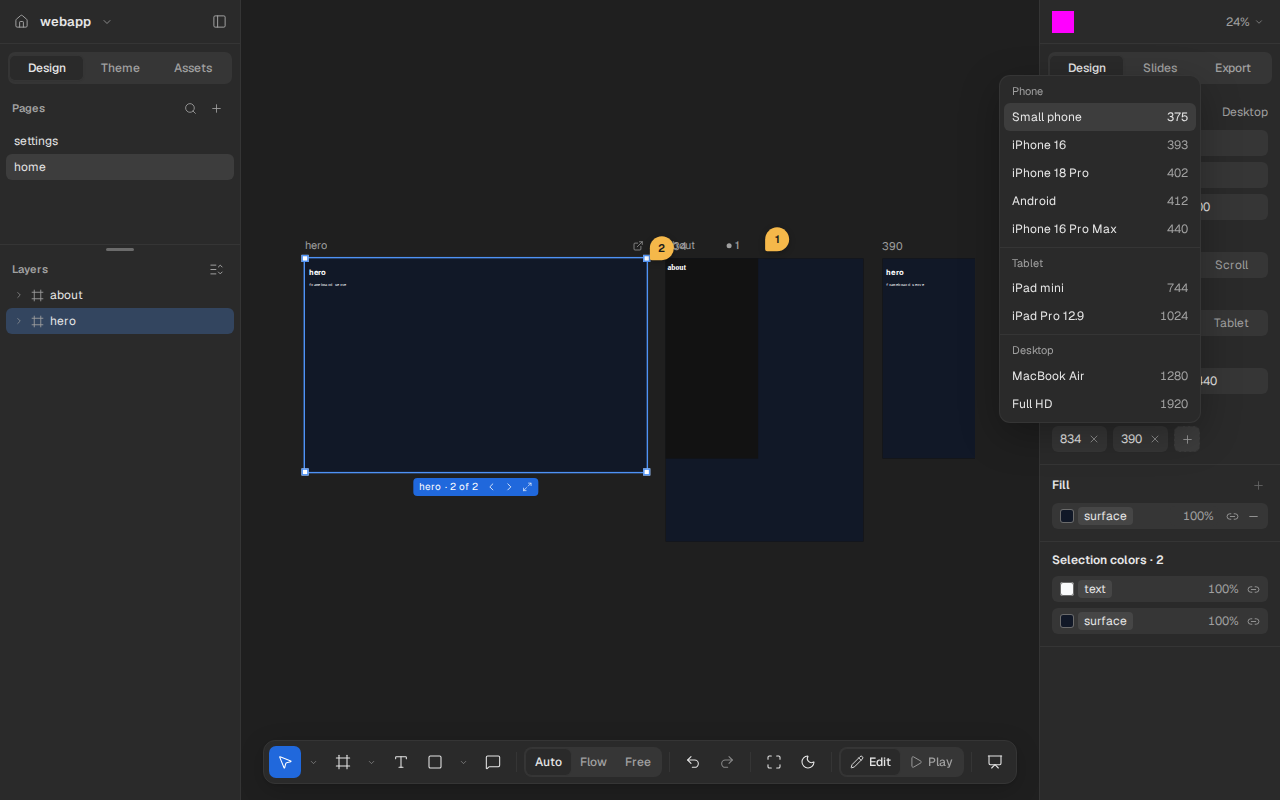 webapp
Design Theme Assets
Pages
settings
home
Layers
about
hero
hero
hero
hero · 2 of 2
2
1
1
about
390
hero
24%
Design Slides Export
Desktop
Scroll
Tablet
Phone
Small phone 375
iPhone 16 393
iPhone 18 Pro 402
Android 412
iPhone 16 Pro Max 440
Tablet
iPad mini 744
iPad Pro 12.9 1024
Desktop
MacBook Air 1280
Full HD 1920
834 390
Fill
surface 100%
Selection colors · 2
text 100%
surface 100%
Auto Flow Free
Edit Play